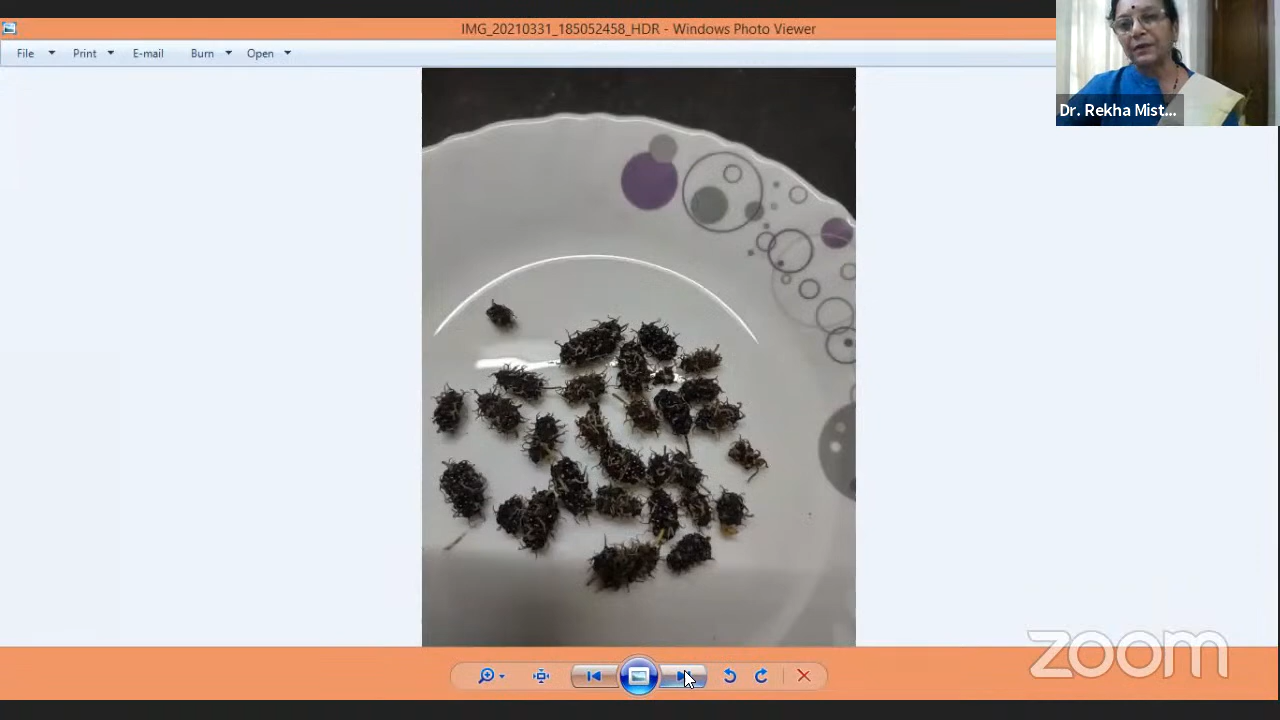 IMG_20210331_185052458_HDR - Windows Photo Viewer
File Print E-mail Burn Open
Dr. Rekha Mist...
zoom